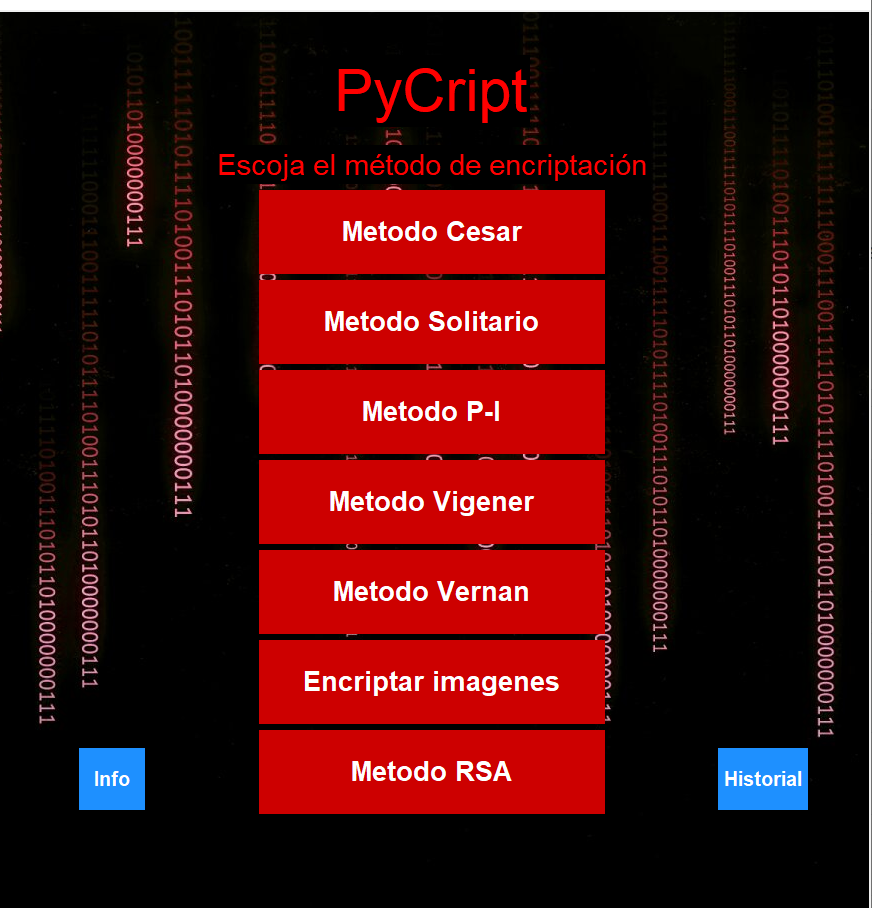 PyCript
Escoja el método de encriptación
Metodo Cesar
Metodo Solitario
Metodo P-I
Metodo Vigener
Metodo Vernan
Encriptar imagenes
Metodo RSA
Info
Historial